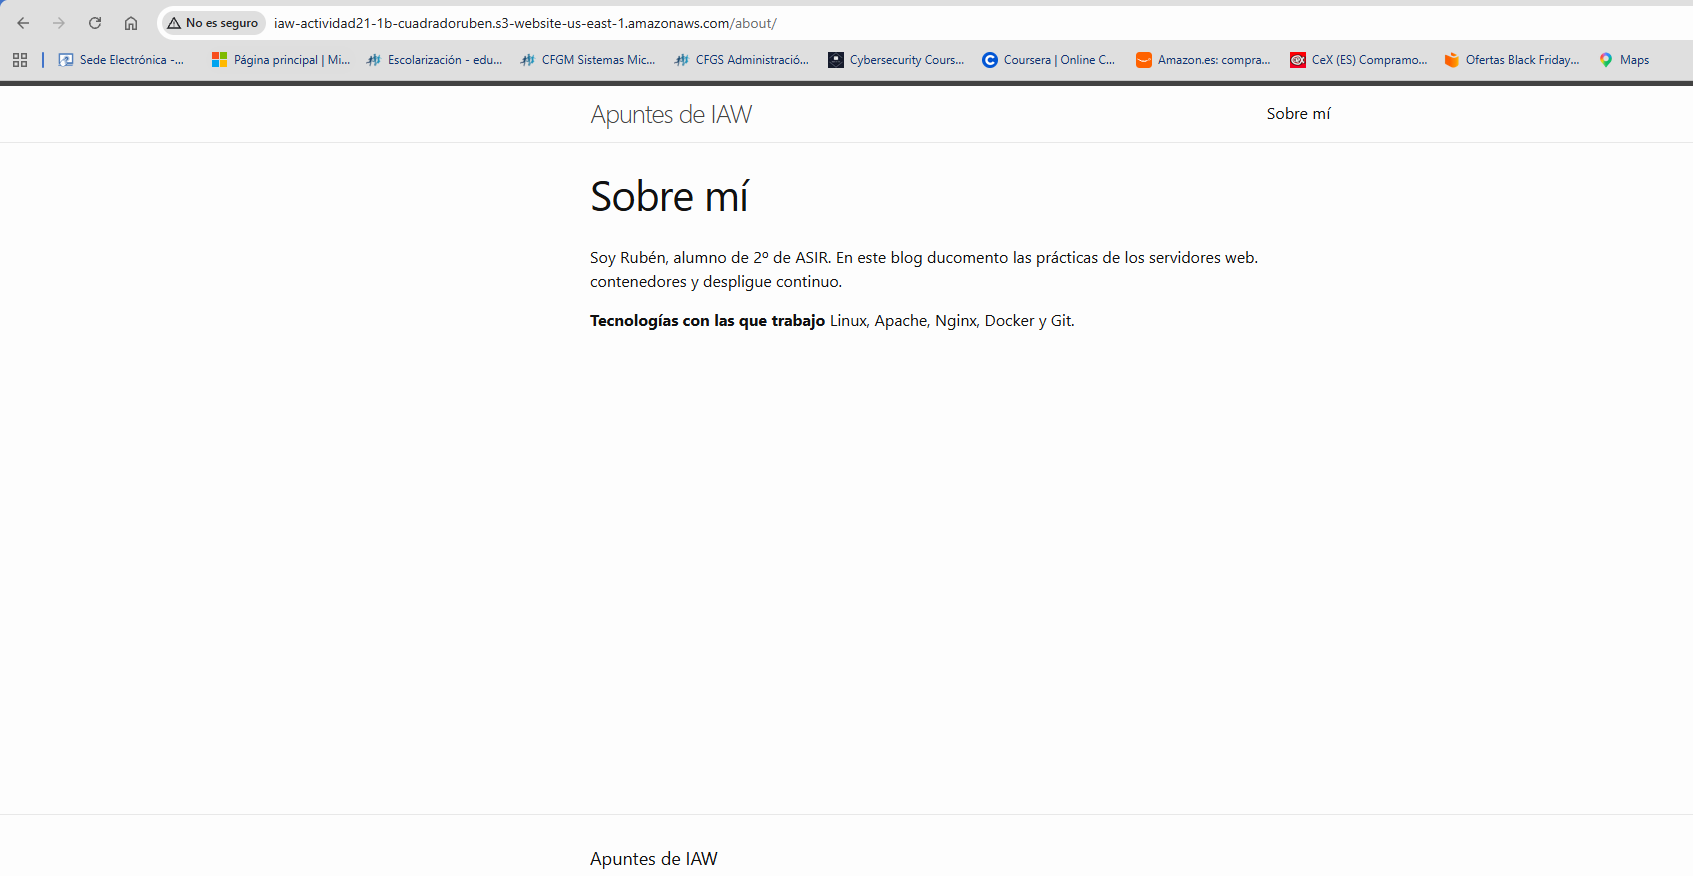 No es seguro iaw-actividad21-1b-cuadradoruben.s3-website-us-east-1.amazonaws.com/about/
Sede Electrónica -... Página principal | Mi... Escolarización - edu... CFGM Sistemas Mic... CFGS Administració... Cybersecurity Cours... Coursera | Online C... Amazon.es: compra... CeX (ES) Compramo... Ofertas Black Friday... Maps
Apuntes de IAW Sobre mí
Sobre mí
Soy Rubén, alumno de 2º de ASIR. En este blog ducomento las prácticas de los servidores web.
contenedores y despligue continuo.
Tecnologías con las que trabajo Linux, Apache, Nginx, Docker y Git.
Apuntes de IAW